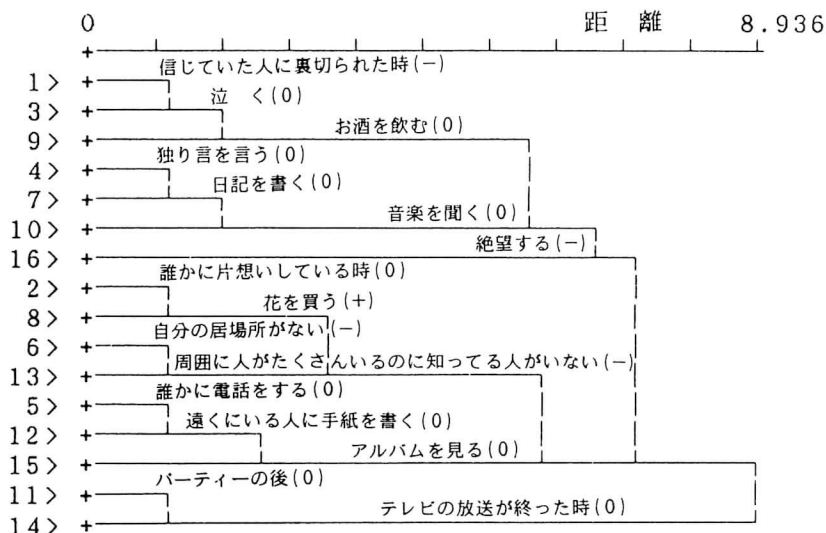 0 距 離 8.936
信じていた人に裏切られた時(−)
1>
泣 く(0)
3>
お酒を飲む(0)
9>
独り言を言う(0)
4>
日記を書く(0)
7>
音楽を聞く(0)
10>
絶望する(−)
16>
誰かに片想いしている時(0)
2>
花を買う(+)
8>
自分の居場所がない(−)
6>
周囲に人がたくさんいるのに知ってる人がいない(−)
13>
誰かに電話をする(0)
5>
遠くにいる人に手紙を書く(0)
12>
アルバムを見る(0)
15>
パーティーの後(0)
11>
テレビの放送が終った時(0)
14>